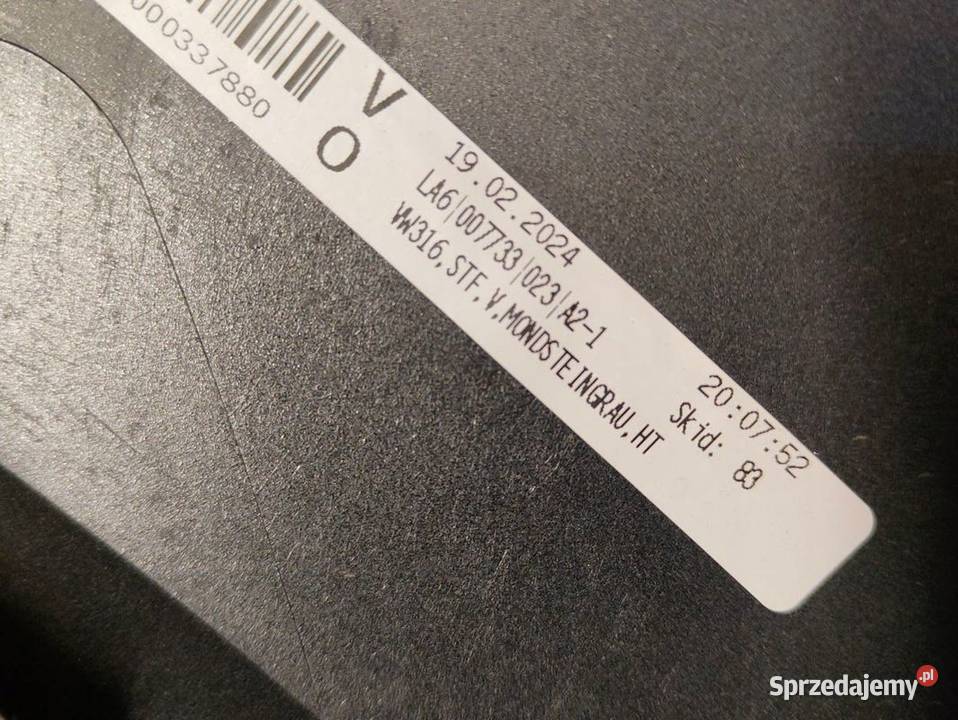 000337880
V
O
19.02.2024 20:07:52
LA6|007733|023|A2-1 Skid: 83
VW316,STF,V,MONDSTEINGRAU,HT
Sprzedajemy.pl